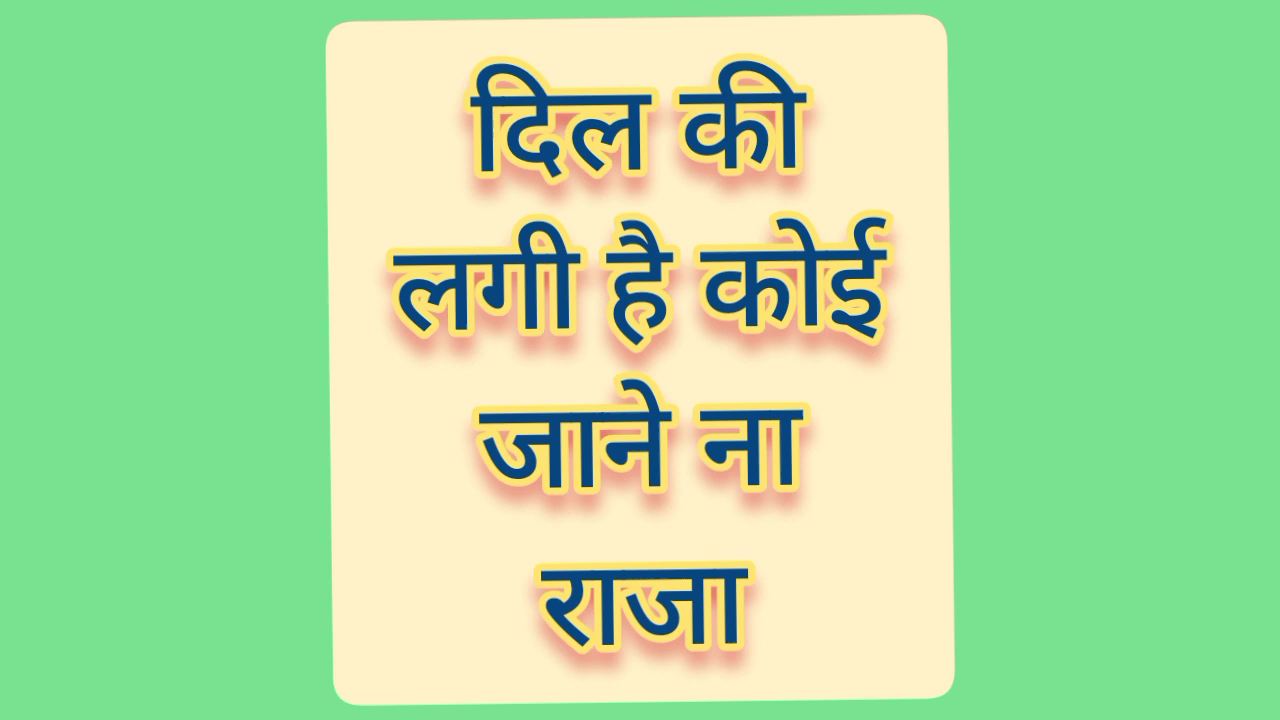 दिल की
लगी है कोई
जाने ना
राजा